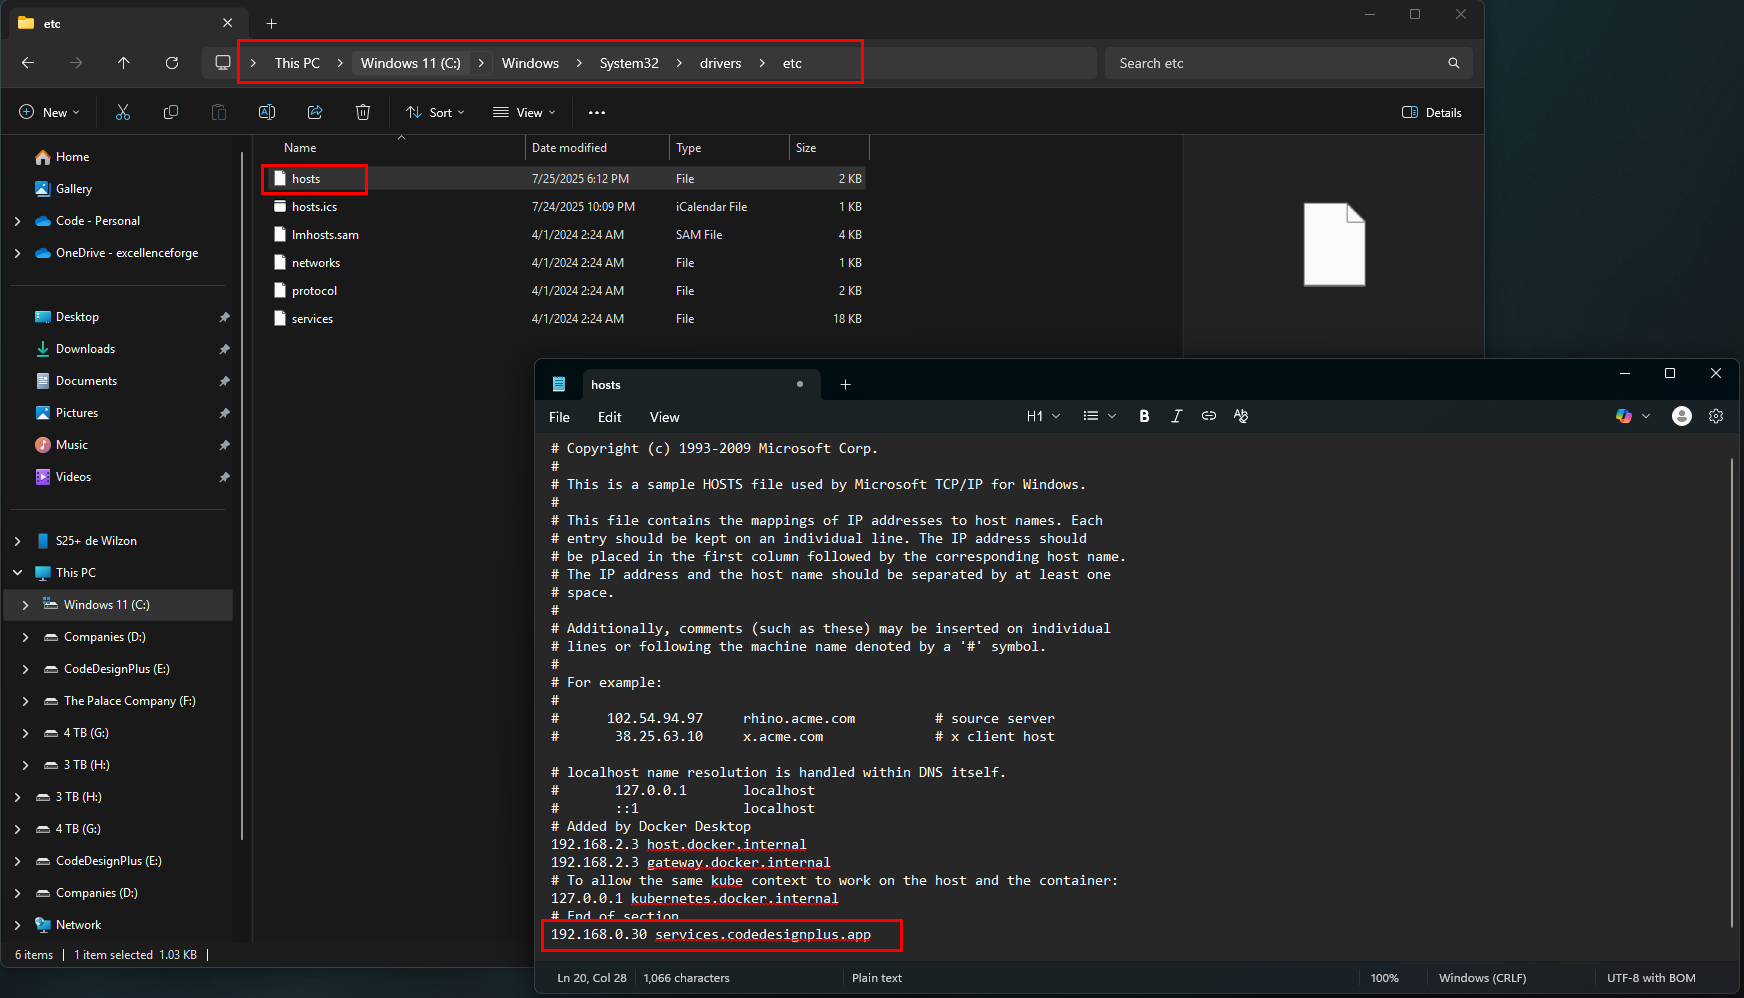 etc
This PC > Windows 11 (C:) > Windows > System32 > drivers > etc
Search etc
New
Sort
View
Details
Home
Gallery
Code - Personal
OneDrive - excellenceforge
Desktop
Downloads
Documents
Pictures
Music
Videos
S25+ de Wilzon
This PC
Windows 11 (C:)
Companies (D:)
CodeDesignPlus (E:)
The Palace Company (F:)
4 TB (G:)
3 TB (H:)
3 TB (H:)
4 TB (G:)
CodeDesignPlus (E:)
Companies (D:)
Network
Name Date modified Type Size
hosts 7/25/2025 6:12 PM File 2 KB
hosts.ics 7/24/2025 10:09 PM iCalendar File 1 KB
lmhosts.sam 4/1/2024 2:24 AM SAM File 4 KB
networks 4/1/2024 2:24 AM File 1 KB
protocol 4/1/2024 2:24 AM File 2 KB
services 4/1/2024 2:24 AM File 18 KB
6 items | 1 item selected 1.03 KB |
hosts
File Edit View
H1 B I
# Copyright (c) 1993-2009 Microsoft Corp.
#
# This is a sample HOSTS file used by Microsoft TCP/IP for Windows.
#
# This file contains the mappings of IP addresses to host names. Each
# entry should be kept on an individual line. The IP address should
# be placed in the first column followed by the corresponding host name.
# The IP address and the host name should be separated by at least one
# space.
#
# Additionally, comments (such as these) may be inserted on individual
# lines or following the machine name denoted by a '#' symbol.
#
# For example:
#
# 102.54.94.97 rhino.acme.com # source server
# 38.25.63.10 x.acme.com # x client host
# localhost name resolution is handled within DNS itself.
# 127.0.0.1 localhost
# ::1 localhost
# Added by Docker Desktop
192.168.2.3 host.docker.internal
192.168.2.3 gateway.docker.internal
# To allow the same kube context to work on the host and the container:
127.0.0.1 kubernetes.docker.internal
# End of section
192.168.0.30 services.codedesignplus.app
Ln 20, Col 28 1,066 characters Plain text 100% Windows (CRLF) UTF-8 with BOM